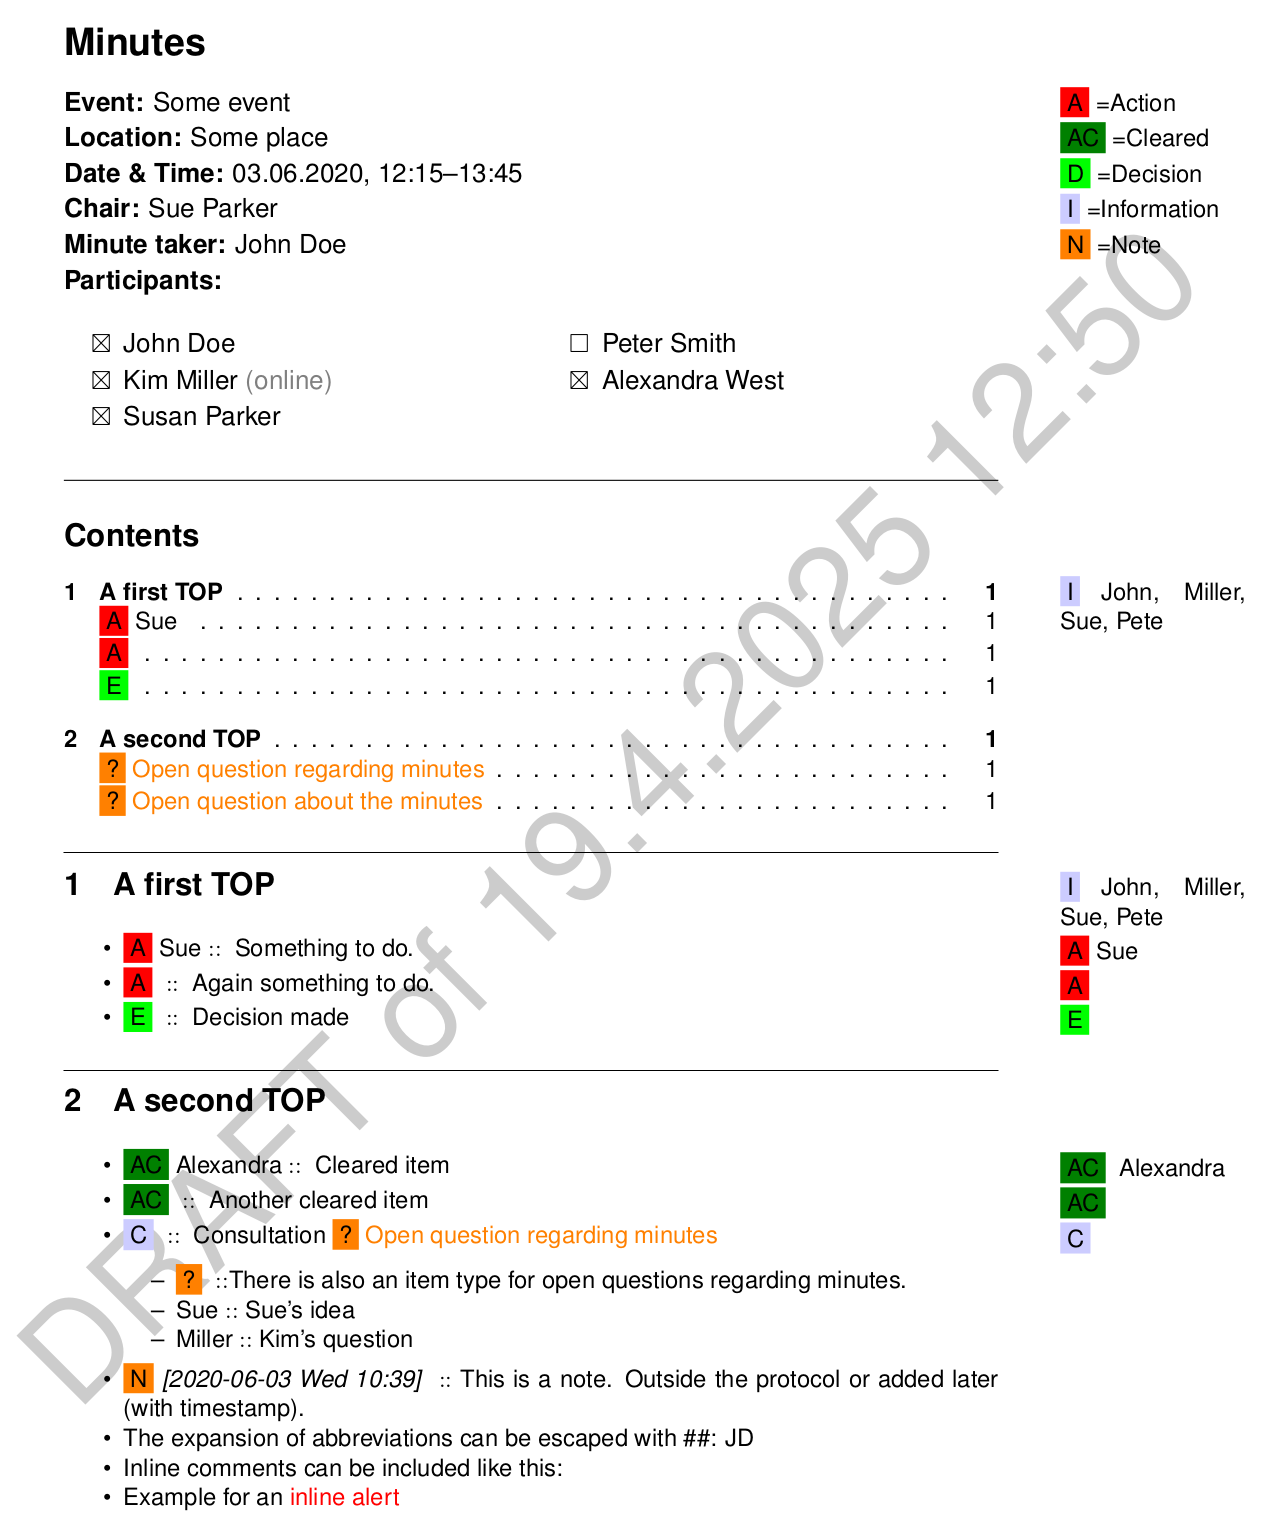 Minutes
Event: Some event
Location: Some place
Date & Time: 03.06.2020, 12:15–13:45
Chair: Sue Parker
Minute taker: John Doe
Participants:
A =Action
AC =Cleared
D =Decision
I =Information
N =Note
☒ John Doe
☒ Kim Miller (online)
☒ Susan Parker
☐ Peter Smith
☒ Alexandra West
Contents
1 A first TOP . . . . . . . . . . . . . . . . . . . . . . . . . . . . . . . . . . . . . . . 1
A Sue . . . . . . . . . . . . . . . . . . . . . . . . . . . . . . . . . . . . . . . . . 1
A . . . . . . . . . . . . . . . . . . . . . . . . . . . . . . . . . . . . . . . . . . . . 1
E . . . . . . . . . . . . . . . . . . . . . . . . . . . . . . . . . . . . . . . . . . . . 1
2 A second TOP . . . . . . . . . . . . . . . . . . . . . . . . . . . . . . . . . . . . . 1
? Open question regarding minutes . . . . . . . . . . . . . . . . . . . . . . . . . 1
? Open question about the minutes . . . . . . . . . . . . . . . . . . . . . . . . . 1
I John, Miller,
Sue, Pete
1 A first TOP
• A Sue :: Something to do.
• A :: Again something to do.
• E :: Decision made
I John, Miller,
Sue, Pete
A Sue
A
E
2 A second TOP
• AC Alexandra :: Cleared item
• AC :: Another cleared item
• C :: Consultation ? Open question regarding minutes
– ? ::There is also an item type for open questions regarding minutes.
– Sue :: Sue's idea
– Miller :: Kim's question
• N [2020-06-03 Wed 10:39] :: This is a note. Outside the protocol or added later
(with timestamp).
• The expansion of abbreviations can be escaped with ##: JD
• Inline comments can be included like this:
• Example for an inline alert
AC Alexandra
AC
C
DRAFT of 19.4.2025 12:50